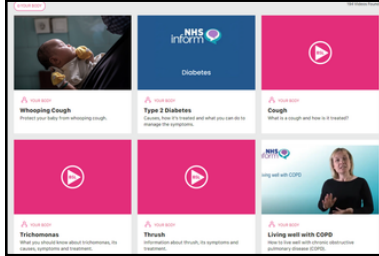 YOUR BODY
Videos Found
NHS
inform
Diabetes
YOUR BODY
Whooping Cough
Protect your baby from whooping cough.
YOUR BODY
Type 2 Diabetes
Causes, how it's treated and what you can do to
manage the symptoms.
YOUR BODY
Cough
What is a cough and how is it treated?
NHS
inform
ving well with COPD
YOUR BODY
Trichomonas
What you should know about trichomonas, its
causes, symptoms and treatment.
YOUR BODY
Thrush
Information about thrush, its symptoms and
treatment.
YOUR BODY
Living well with COPD
How to live well with chronic obstructive
pulmonary disease (COPD).